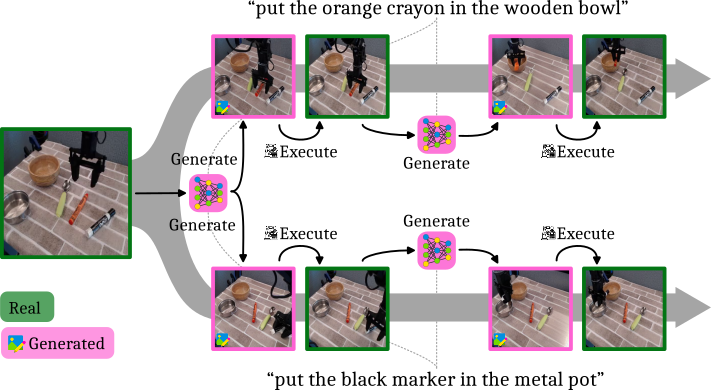 “put the orange crayon in the wooden bowl”
Execute
Execute
Generate
Generate
Generate
Generate
Execute
Execute
Real
Generated
“put the black marker in the metal pot”